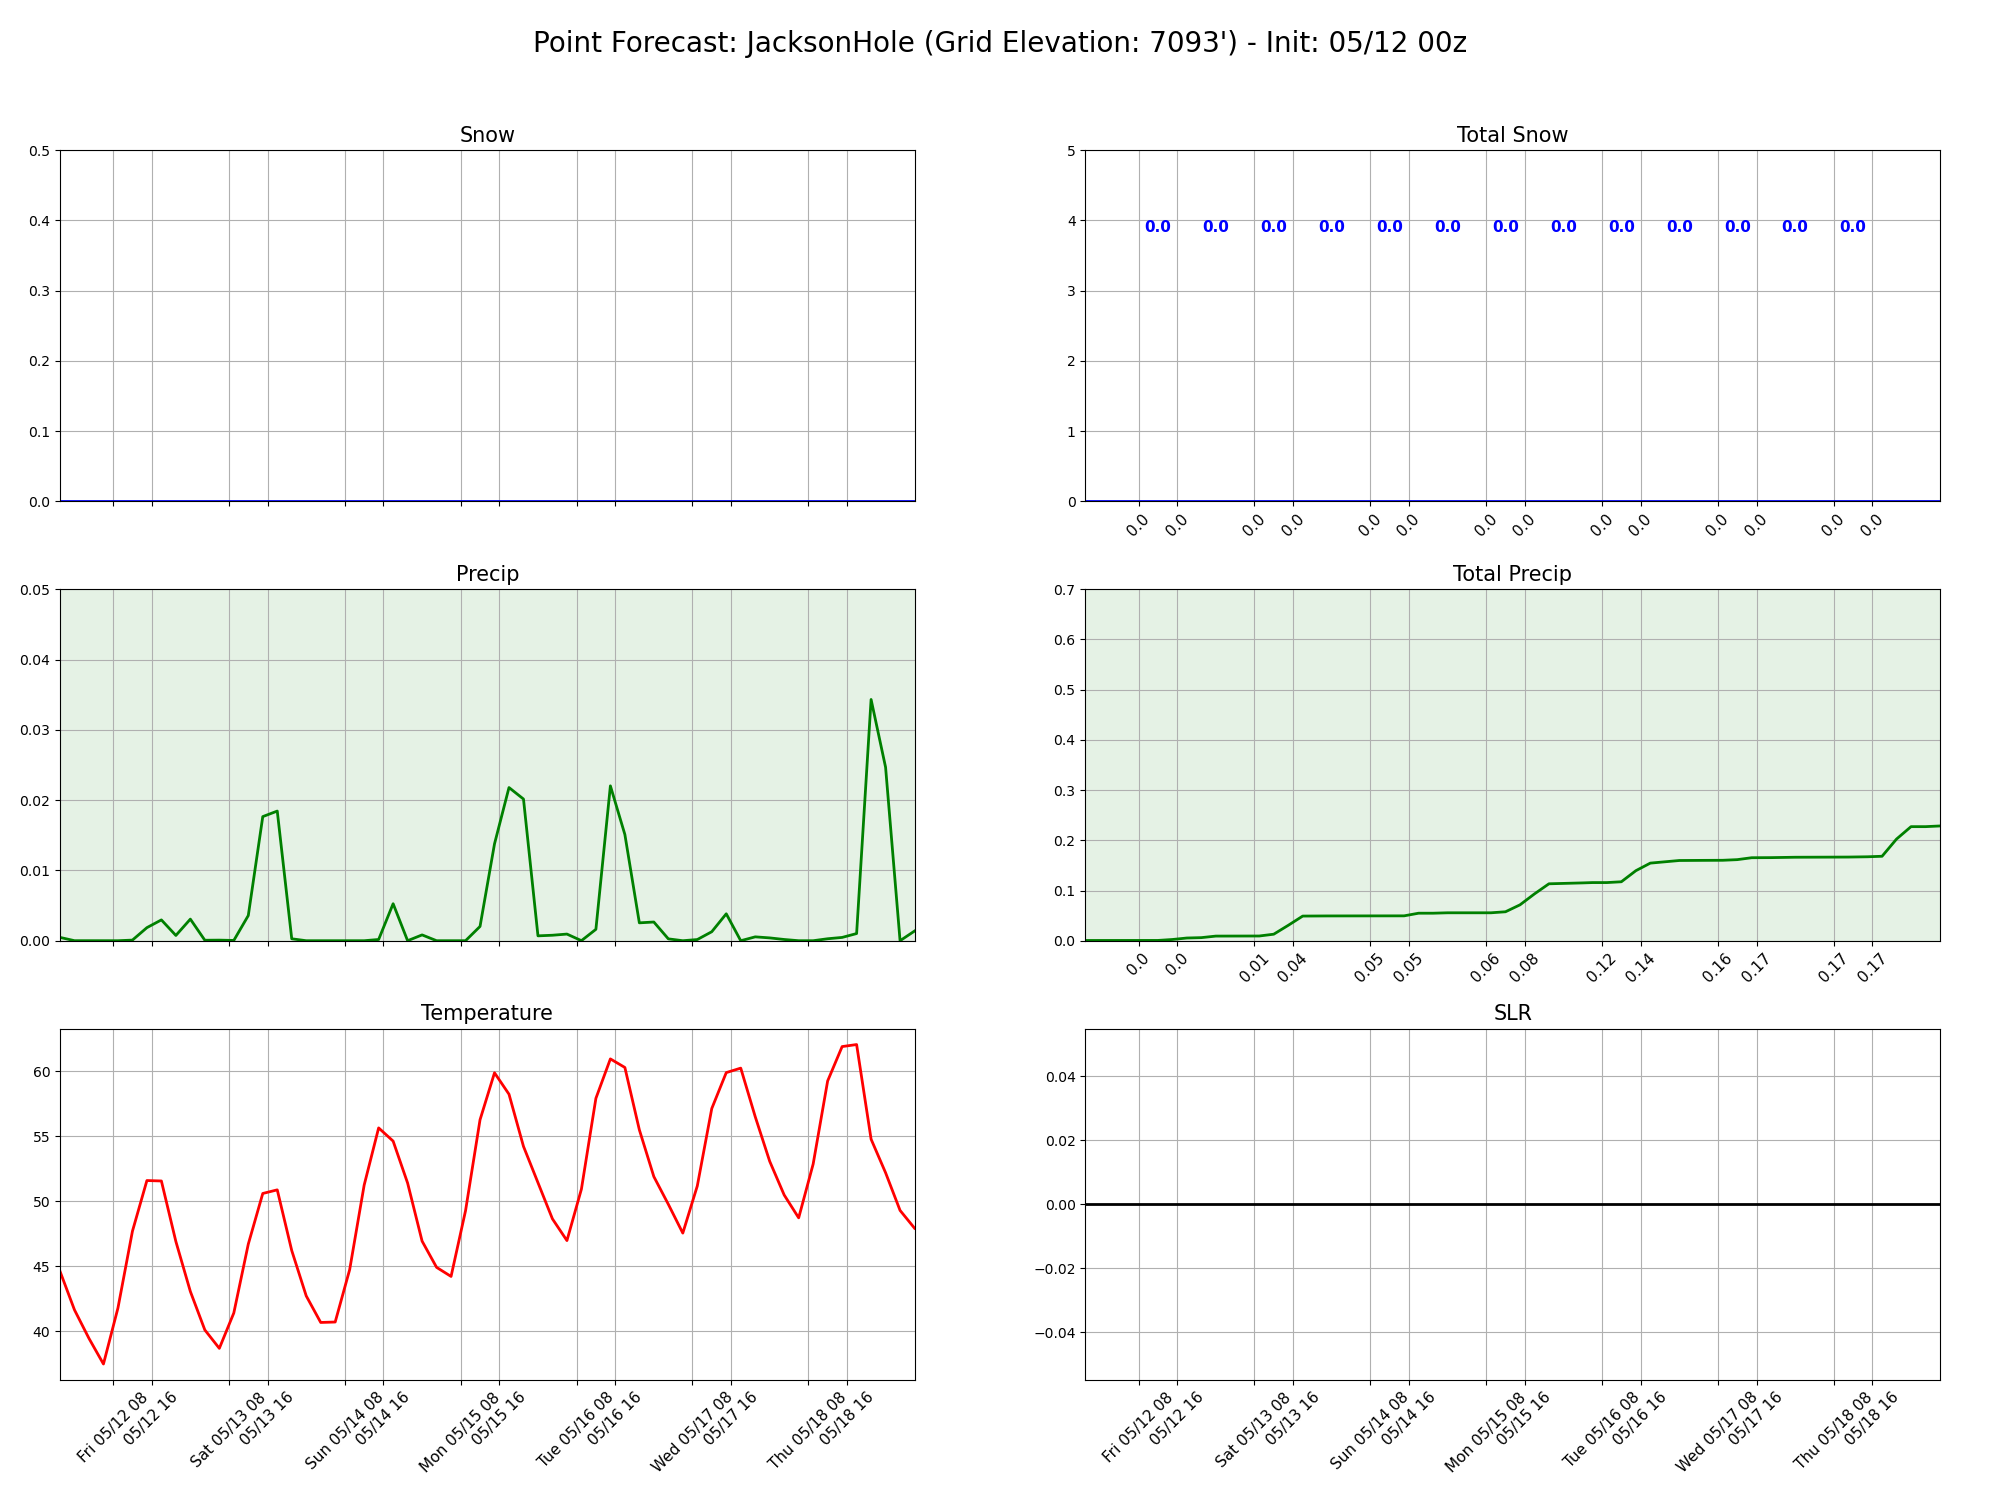 Point Forecast: JacksonHole (Grid Elevation: 7093') - Init: 05/12 00z
Snow
0.5
0.4
0.3
0.2
0.1
0.0
Total Snow
5
4
3
2
1
0
0.0 0.0 0.0 0.0 0.0 0.0 0.0 0.0 0.0 0.0 0.0 0.0 0.0
0.0 0.0 0.0 0.0 0.0 0.0 0.0 0.0 0.0 0.0 0.0 0.0 0.0 0.0
Precip
0.05
0.04
0.03
0.02
0.01
0.00
Total Precip
0.7
0.6
0.5
0.4
0.3
0.2
0.1
0.0
0.0 0.0 0.01 0.04 0.05 0.05 0.06 0.08 0.12 0.14 0.16 0.17 0.17 0.17
Temperature
60
55
50
45
40
Fri 05/12 08
05/12 16
Sat 05/13 08
05/13 16
Sun 05/14 08
05/14 16
Mon 05/15 08
05/15 16
Tue 05/16 08
05/16 16
Wed 05/17 08
05/17 16
Thu 05/18 08
05/18 16
SLR
0.04
0.02
0.00
−0.02
−0.04
Fri 05/12 08
05/12 16
Sat 05/13 08
05/13 16
Sun 05/14 08
05/14 16
Mon 05/15 08
05/15 16
Tue 05/16 08
05/16 16
Wed 05/17 08
05/17 16
Thu 05/18 08
05/18 16